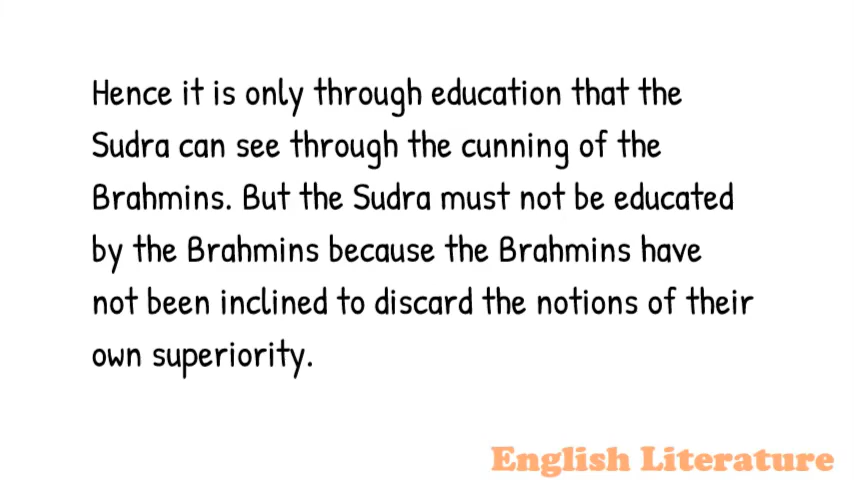 Hence it is only through education that the
Sudra can see through the cunning of the
Brahmins. But the Sudra must not be educated
by the Brahmins because the Brahmins have
not been inclined to discard the notions of their
own superiority.
English Literature